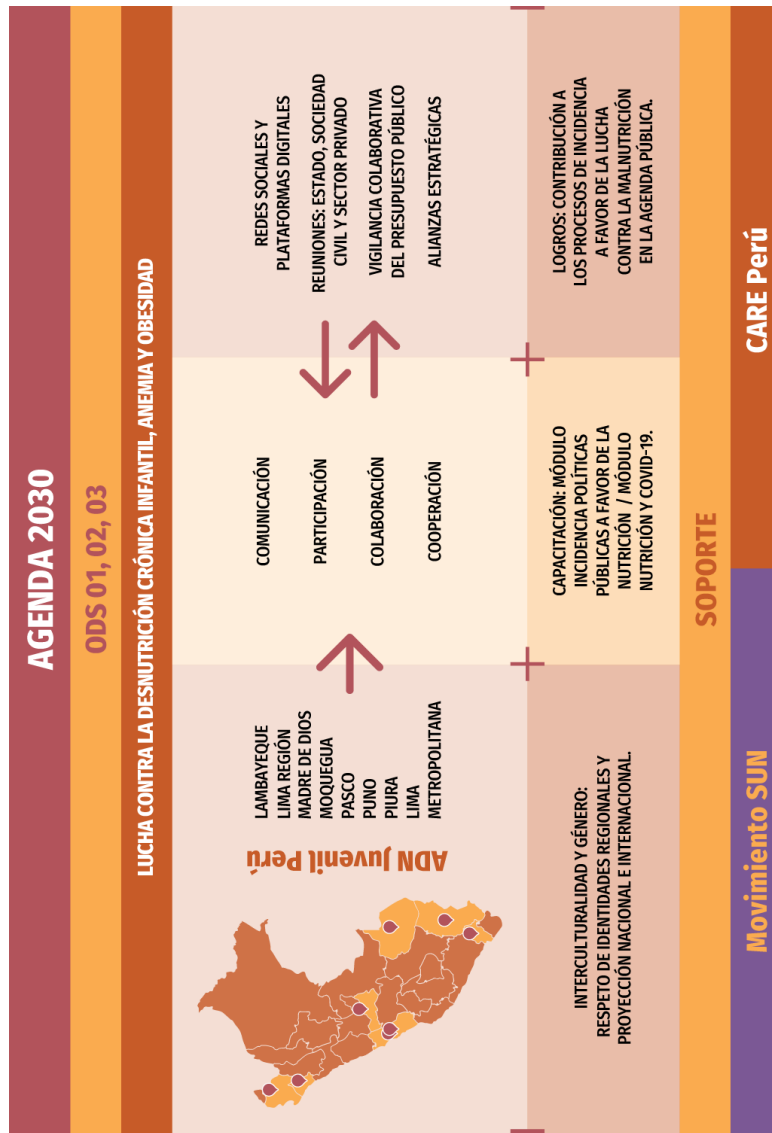 AGENDA 2030
ODS 01, 02, 03
LUCHA CONTRA LA DESNUTRICIÓN CRÓNICA INFANTIL, ANEMIA Y OBESIDAD
ADN Juvenil Perú
LAMBAYEQUE
LIMA REGIÓN
MADRE DE DIOS
MOQUEGUA
PASCO
PUNO
PIURA
LIMA
METROPOLITANA
COMUNICACIÓN
PARTICIPACIÓN
COLABORACIÓN
COOPERACIÓN
REDES SOCIALES Y
PLATAFORMAS DIGITALES
REUNIONES: ESTADO, SOCIEDAD
CIVIL Y SECTOR PRIVADO
VIGILANCIA COLABORATIVA
DEL PRESUPUESTO PÚBLICO
ALIANZAS ESTRATÉGICAS
INTERCULTURALIDAD Y GÉNERO:
RESPETO DE IDENTIDADES REGIONALES Y
PROYECCIÓN NACIONAL E INTERNACIONAL.
CAPACITACIÓN: MÓDULO
INCIDENCIA POLÍTICAS
PÚBLICAS A FAVOR DE LA
NUTRICIÓN / MÓDULO
NUTRICIÓN Y COVID-19.
LOGROS: CONTRIBUCIÓN A
LOS PROCESOS DE INCIDENCIA
A FAVOR DE LA LUCHA
CONTRA LA MALNUTRICIÓN
EN LA AGENDA PÚBLICA.
SOPORTE
Movimiento SUN
CARE Perú